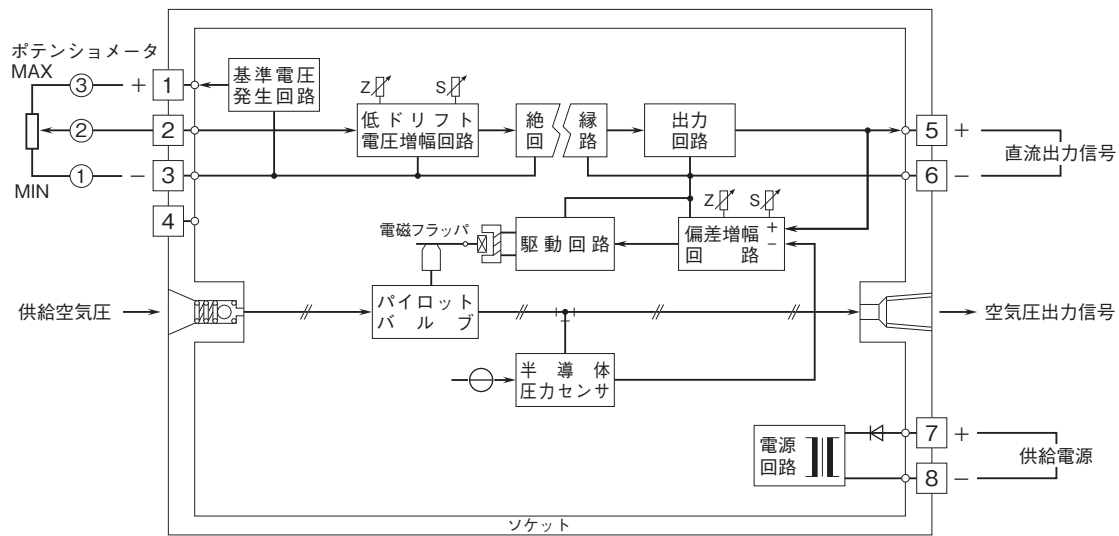 ポテンショメータ
MAX
③
+
1
基準電圧
発生回路
Z
S
②
2
低ドリフト
電圧増幅回路
絶縁
回路
出力
回路
5
+
直流出力信号
①
−
3
6
−
MIN
4
電磁フラッパ
駆動回路
Z
S
偏差増幅
回路
+
−
供給空気圧
パイロット
バルブ
空気圧出力信号
半導体
圧力センサ
電源
回路
7
+
供給電源
8
−
ソケット